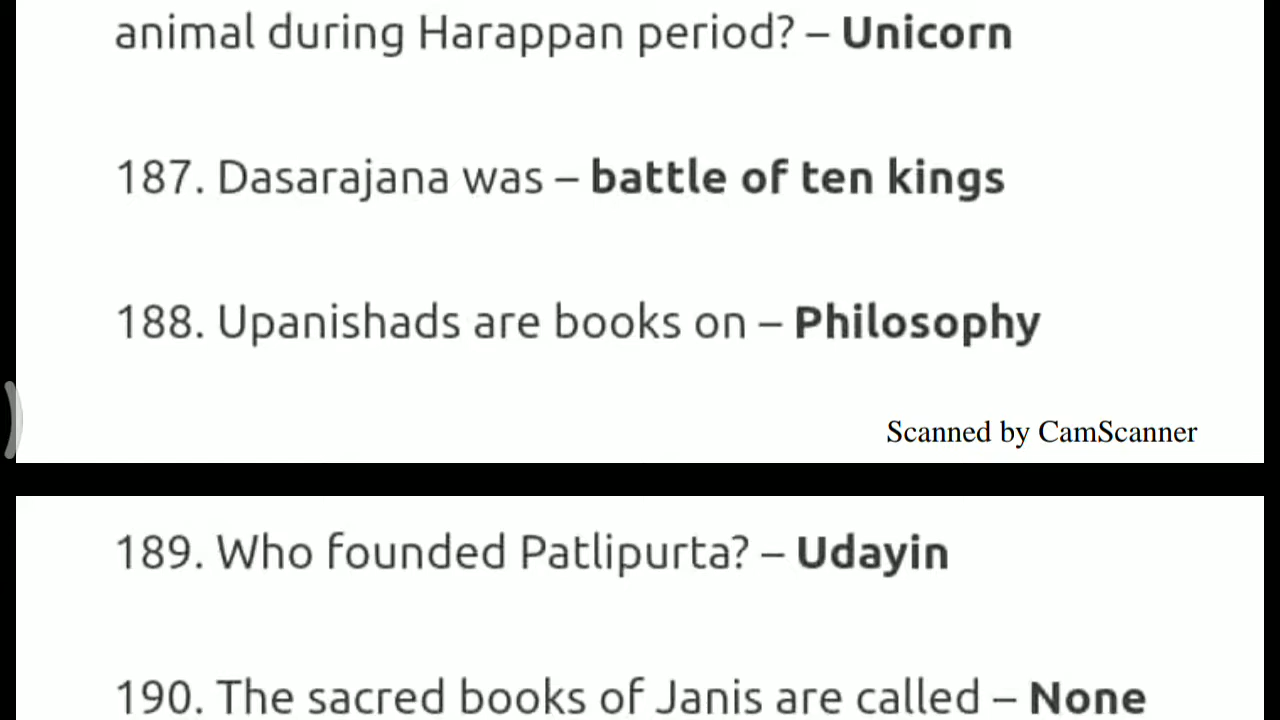 animal during Harappan period? – Unicorn
187. Dasarajana was – battle of ten kings
188. Upanishads are books on – Philosophy
Scanned by CamScanner
189. Who founded Patlipurta? – Udayin
190. The sacred books of Janis are called – None